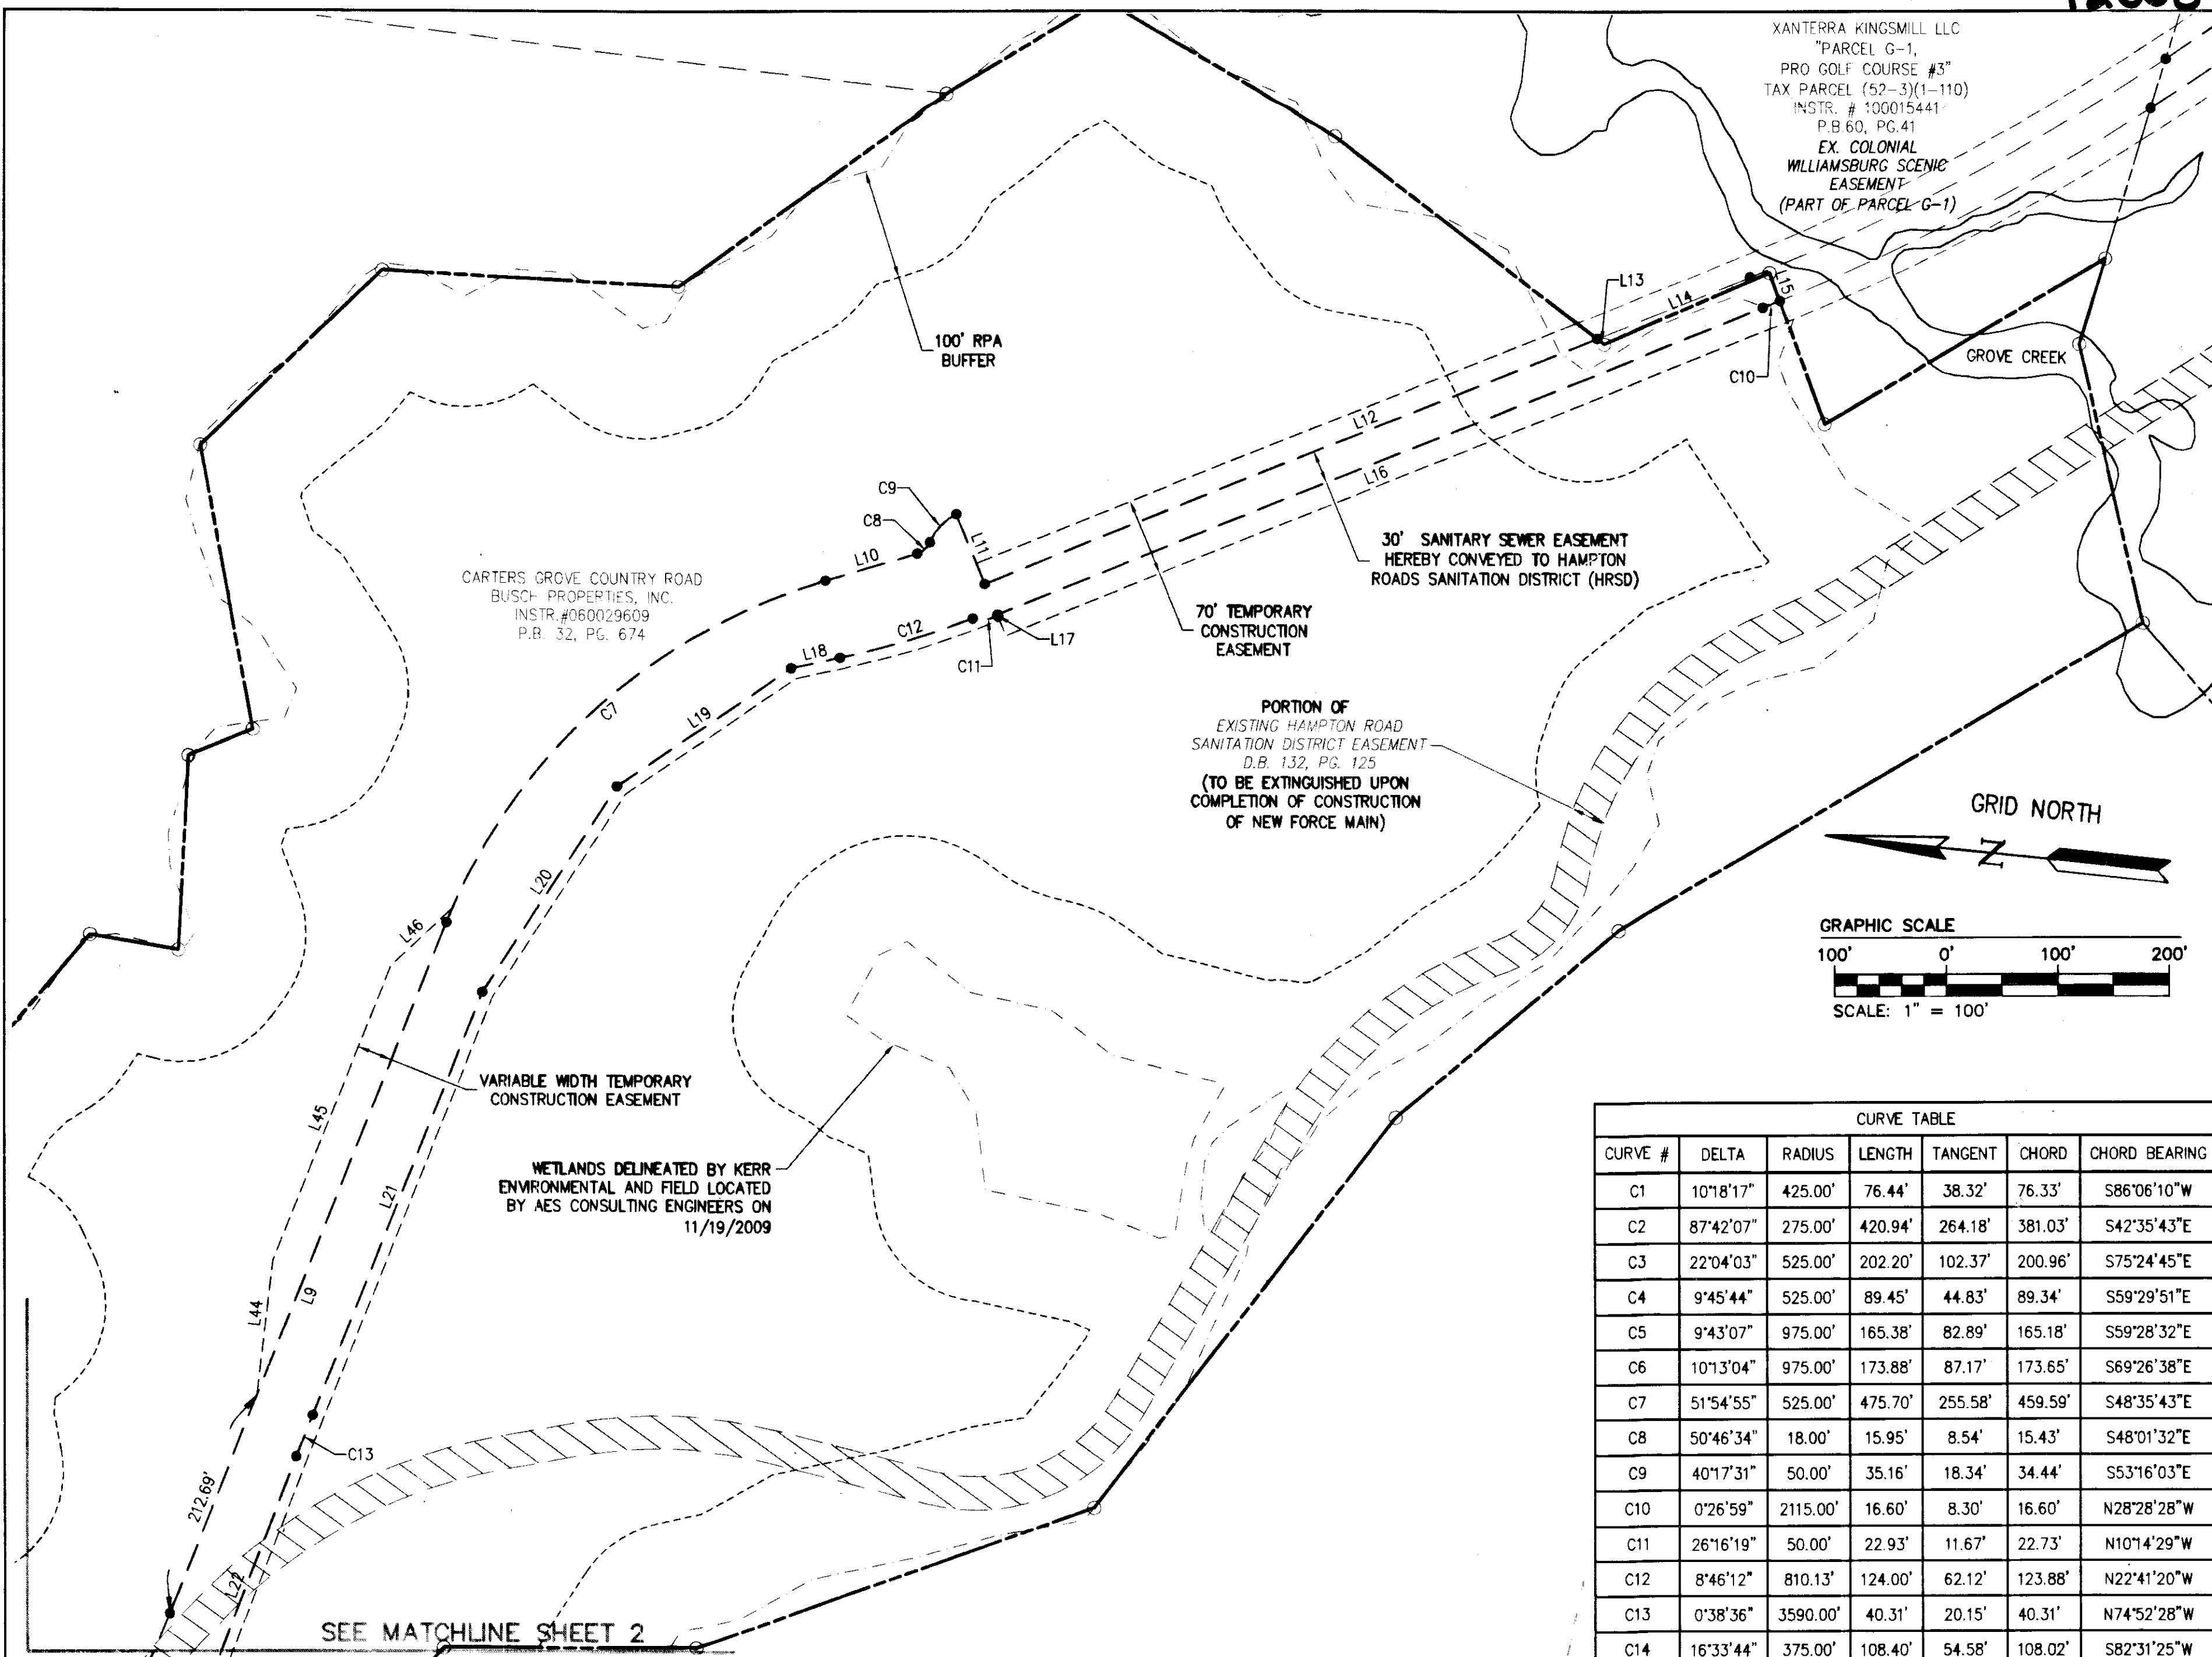 XANTERRA KINGSMILL LLC
"PARCEL G-1,
PRO GOLF COURSE #3"
TAX PARCEL (52-3)(1-110)
INSTR. # 100015441
P.B.60, PG.41
EX. COLONIAL
WILLIAMSBURG SCENIC
EASEMENT
(PART OF PARCEL G-1)
L13
L14
L15
C10
GROVE CREEK
100' RPA
BUFFER
L12
L16
C9
C8
L11
L10
30' SANITARY SEWER EASEMENT
HEREBY CONVEYED TO HAMPTON
ROADS SANITATION DISTRICT (HRSD)
CARTERS GROVE COUNTRY ROAD
BUSCH PROPERTIES, INC.
INSTR.#060029609
P.B. 32, PG. 674
70' TEMPORARY
CONSTRUCTION
EASEMENT
C12
L17
C11
L18
C7
L19
PORTION OF
EXISTING HAMPTON ROAD
SANITATION DISTRICT EASEMENT
D.B. 132, PG. 125
(TO BE EXTINGUISHED UPON
COMPLETION OF CONSTRUCTION
OF NEW FORCE MAIN)
GRID NORTH
N
L20
L46
GRAPHIC SCALE
100' 0' 100' 200'
SCALE: 1" = 100'
VARIABLE WIDTH TEMPORARY
CONSTRUCTION EASEMENT
L45
WETLANDS DELINEATED BY KERR
ENVIRONMENTAL AND FIELD LOCATED
BY AES CONSULTING ENGINEERS ON
11/19/2009
L21
L44
L9
C13
212.69'
L22
SEE MATCHLINE SHEET 2
CURVE TABLE
CURVE # DELTA RADIUS LENGTH TANGENT CHORD CHORD BEARING
C1 10°18'17" 425.00' 76.44' 38.32' 76.33' S86°06'10"W
C2 87°42'07" 275.00' 420.94' 264.18' 381.03' S42°35'43"E
C3 22°04'03" 525.00' 202.20' 102.37' 200.96' S75°24'45"E
C4 9°45'44" 525.00' 89.45' 44.83' 89.34' S59°29'51"E
C5 9°43'07" 975.00' 165.38' 82.89' 165.18' S59°28'32"E
C6 10°13'04" 975.00' 173.88' 87.17' 173.65' S69°26'38"E
C7 51°54'55" 525.00' 475.70' 255.58' 459.59' S48°35'43"E
C8 50°46'34" 18.00' 15.95' 8.54' 15.43' S48°01'32"E
C9 40°17'31" 50.00' 35.16' 18.34' 34.44' S53°16'03"E
C10 0°26'59" 2115.00' 16.60' 8.30' 16.60' N28°28'28"W
C11 26°16'19" 50.00' 22.93' 11.67' 22.73' N10°14'29"W
C12 8°46'12" 810.13' 124.00' 62.12' 123.88' N22°41'20"W
C13 0°38'36" 3590.00' 40.31' 20.15' 40.31' N74°52'28"W
C14 16°33'44" 375.00' 108.40' 54.58' 108.02' S82°31'25"W